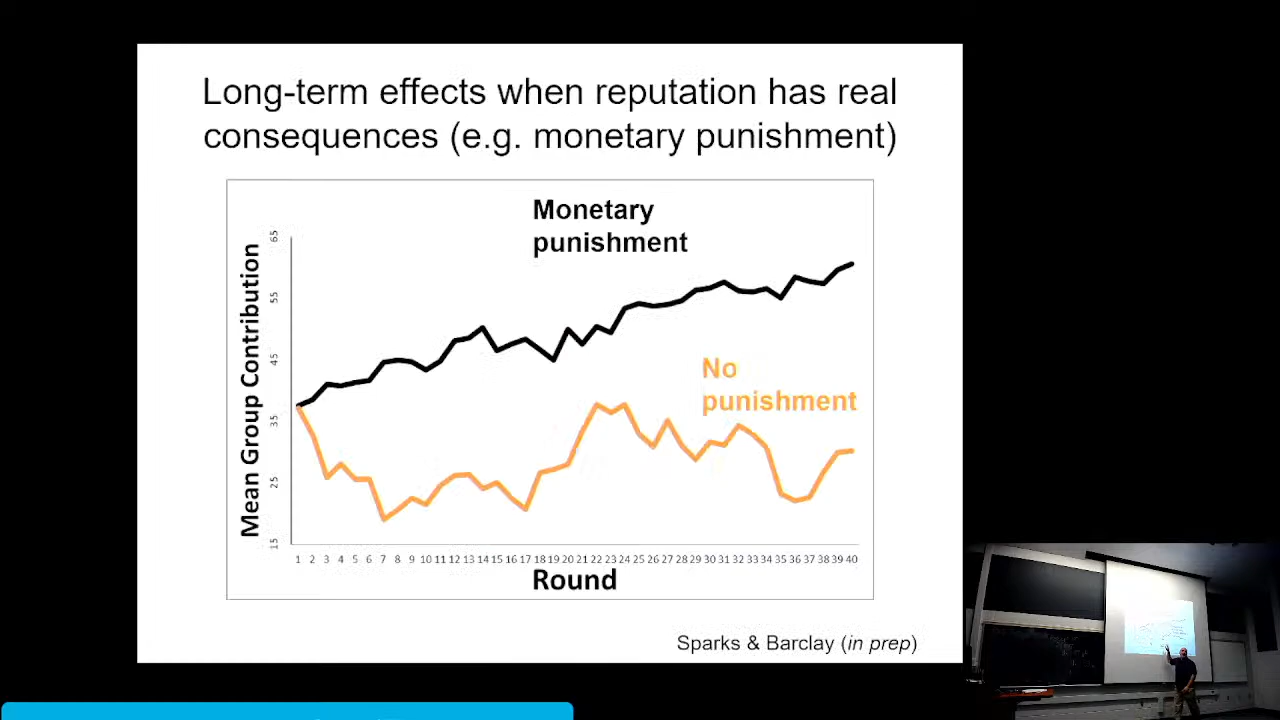 Long-term effects when reputation has real
consequences (e.g. monetary punishment)
Monetary
punishment
No
punishment
Mean Group Contribution
65
55
45
35
25
15
1 2 3 4 5 6 7 8 9 10 11 12 13 14 15 16 17 18 19 20 21 22 23 24 25 26 27 28 29 30 31 32 33 34 35 36 37 38 39 40
Round
Sparks & Barclay (in prep)